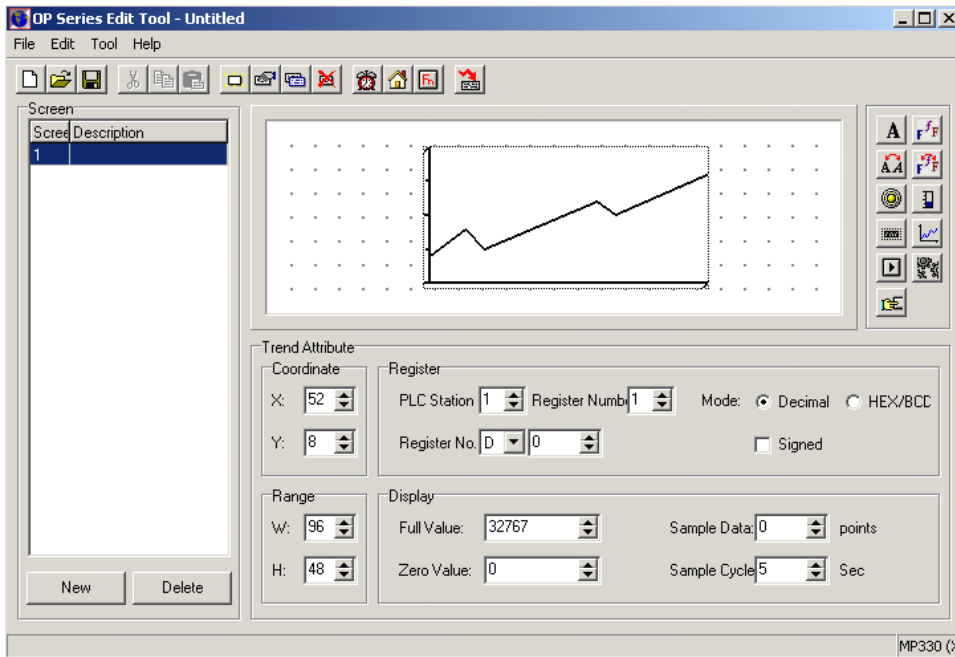 OP Series Edit Tool - Untitled
File Edit Tool Help
Screen
Scree Description
1
Trend Attribute
Coordinate
X: 52
Y: 8
Register
PLC Station 1 Register Numb 1 Mode: Decimal HEX/BCD
Register No. D 0 Signed
Range
W: 96
H: 48
Display
Full Value: 32767 Sample Data: 0 points
Zero Value: 0 Sample Cycle 5 Sec
New Delete
MP330 (